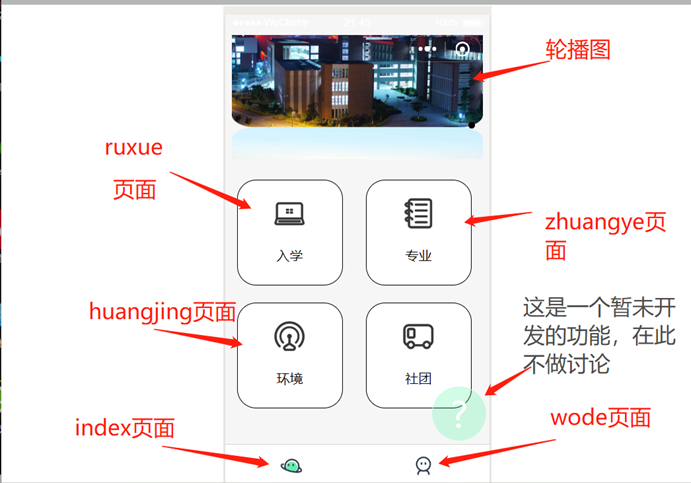 WeChat
21:45
100%
轮播图
ruxue
页面
入学
专业
zhuangye页
面
huangjing页面
这是一个暂未开
发的功能，在此
不做讨论
环境
社团
?
index页面
wode页面